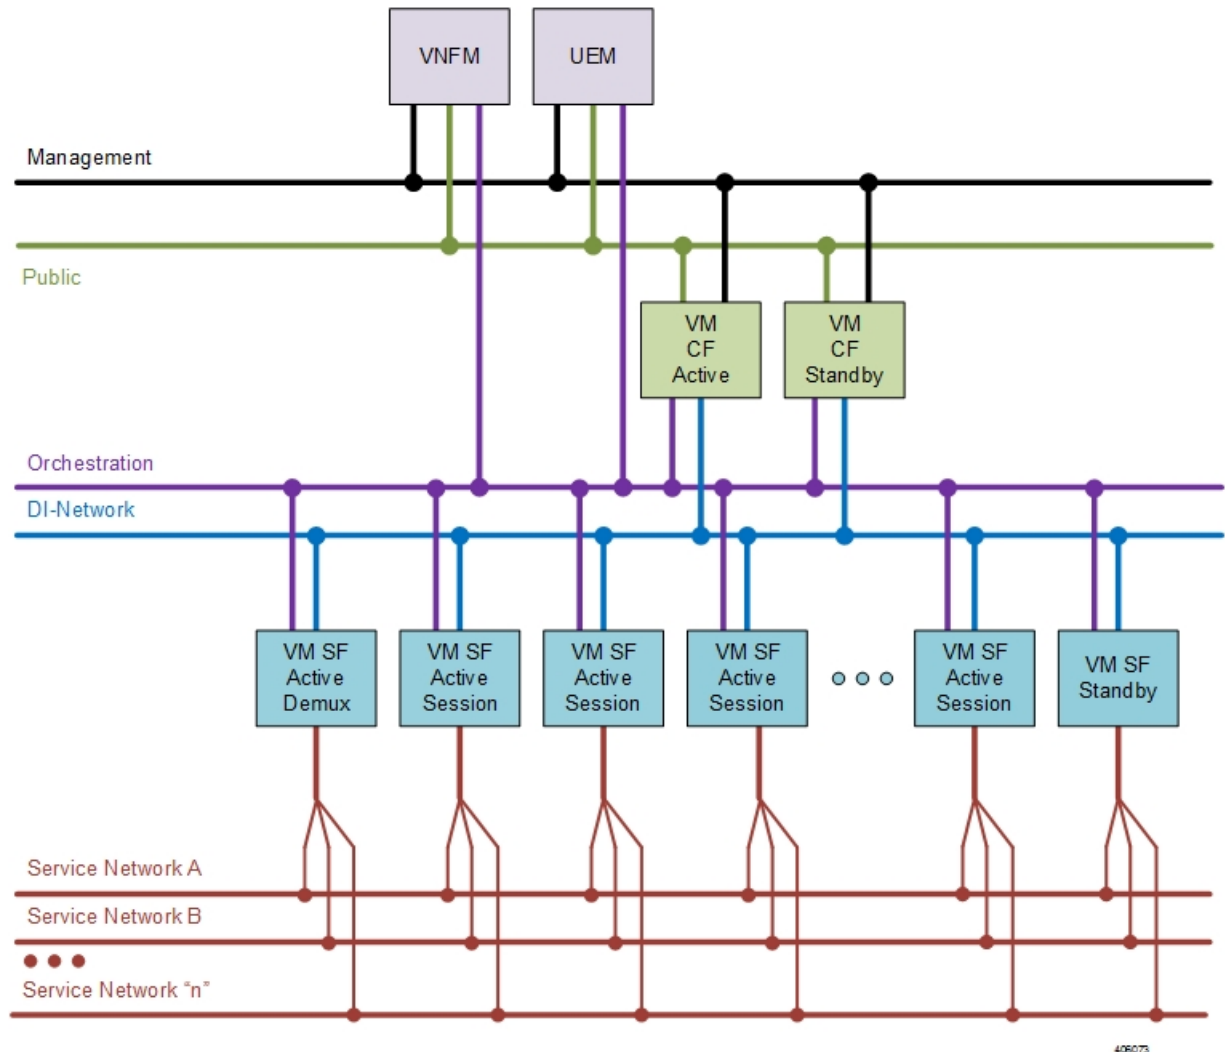 VNFM
UEM
Management
Public
VM
CF
Active
VM
CF
Standby
Orchestration
DI-Network
VM SF
Active
Demux
VM SF
Active
Session
VM SF
Active
Session
VM SF
Active
Session
VM SF
Active
Session
VM SF
Standby
Service Network A
Service Network B
Service Network “n”